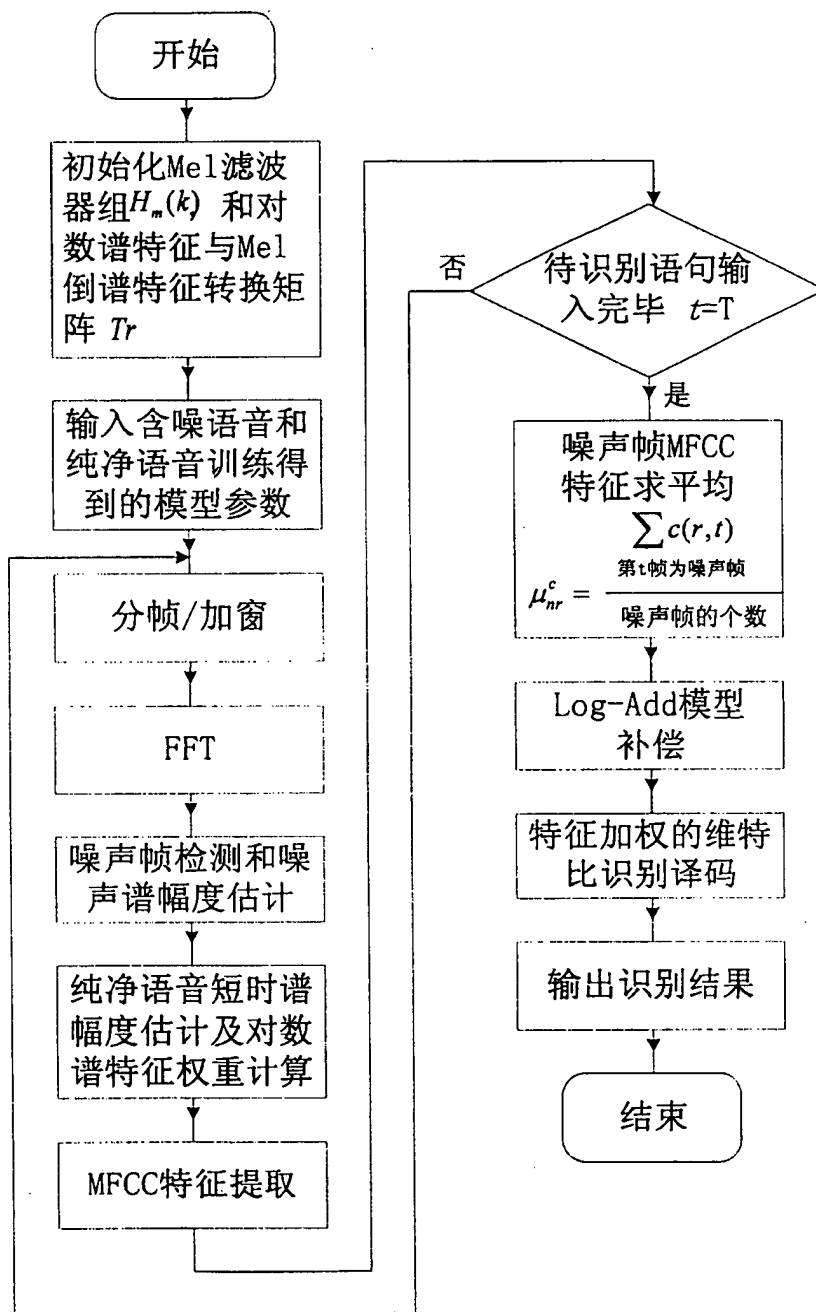 开始
初始化Mel滤波
器组H_m(k) 和对
数谱特征与Mel
倒谱特征转换矩
阵 Tr
输入含噪语音和
纯净语音训练得
到的模型参数
分帧/加窗
FFT
噪声帧检测和噪
声谱幅度估计
纯净语音短时谱
幅度估计及对数
谱特征权重计算
MFCC特征提取
否
待识别语句输
入完毕 t=T
是
噪声帧MFCC
特征求平均
∑c(r,t)
第t帧为噪声帧
μ^c_nr =
噪声帧的个数
Log-Add模型
补偿
特征加权的维特
比识别译码
输出识别结果
结束